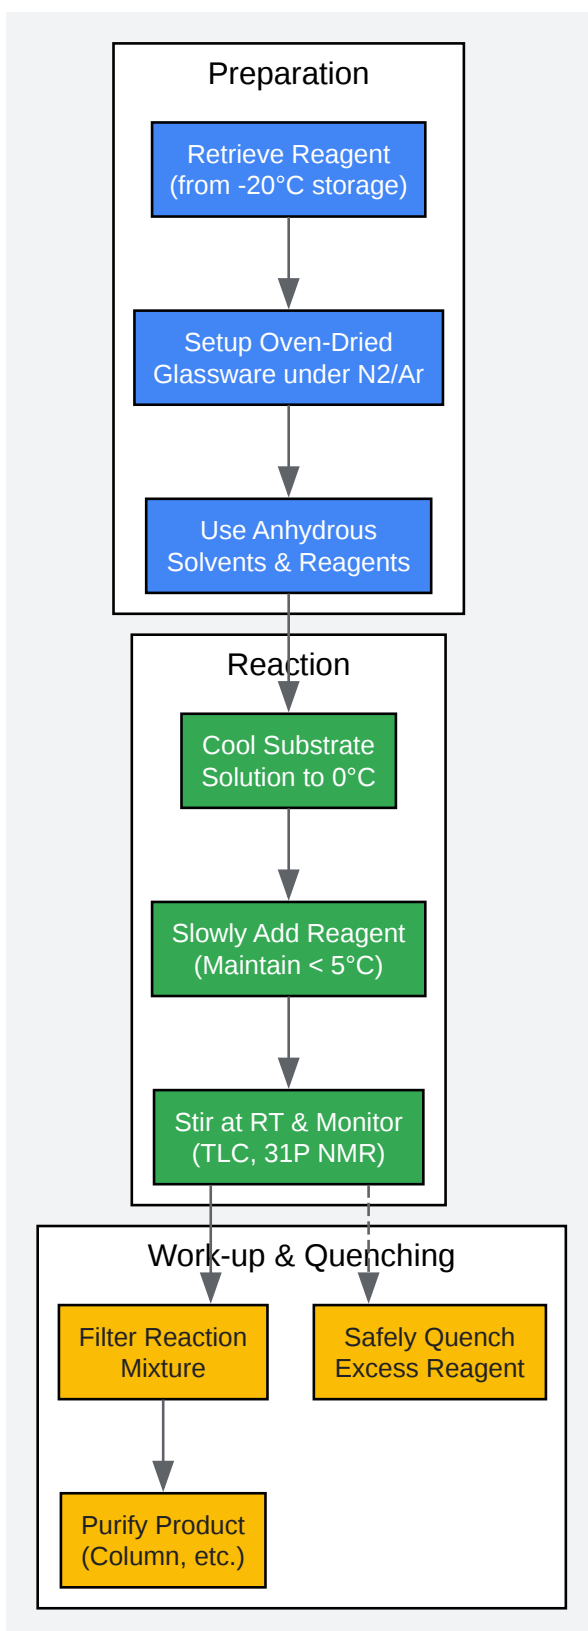 Preparation
Retrieve Reagent
(from -20°C storage)
Setup Oven-Dried
Glassware under N2/Ar
Use Anhydrous
Solvents & Reagents
Reaction
Cool Substrate
Solution to 0°C
Slowly Add Reagent
(Maintain < 5°C)
Stir at RT & Monitor
(TLC, 31P NMR)
Work-up & Quenching
Filter Reaction
Mixture
Safely Quench
Excess Reagent
Purify Product
(Column, etc.)